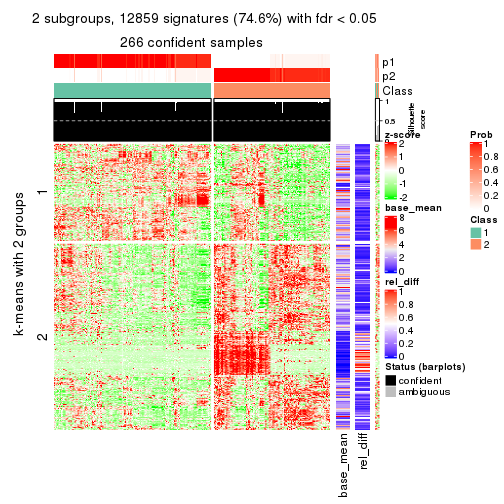 2 subgroups, 12859 signatures (74.6%) with fdr < 0.05
266 confident samples
p1
p2
Class
1
0.5
0
Silhouette
score
k-means with 2 groups
1
2
z-score
2
1
0
-1
-2
base_mean
8
6
4
2
0
rel_diff
1
0.8
0.6
0.4
0.2
0
Status (barplots)
confident
ambiguous
Prob
1
0.8
0.6
0.4
0.2
0
Class
1
2
base_mean
rel_diff